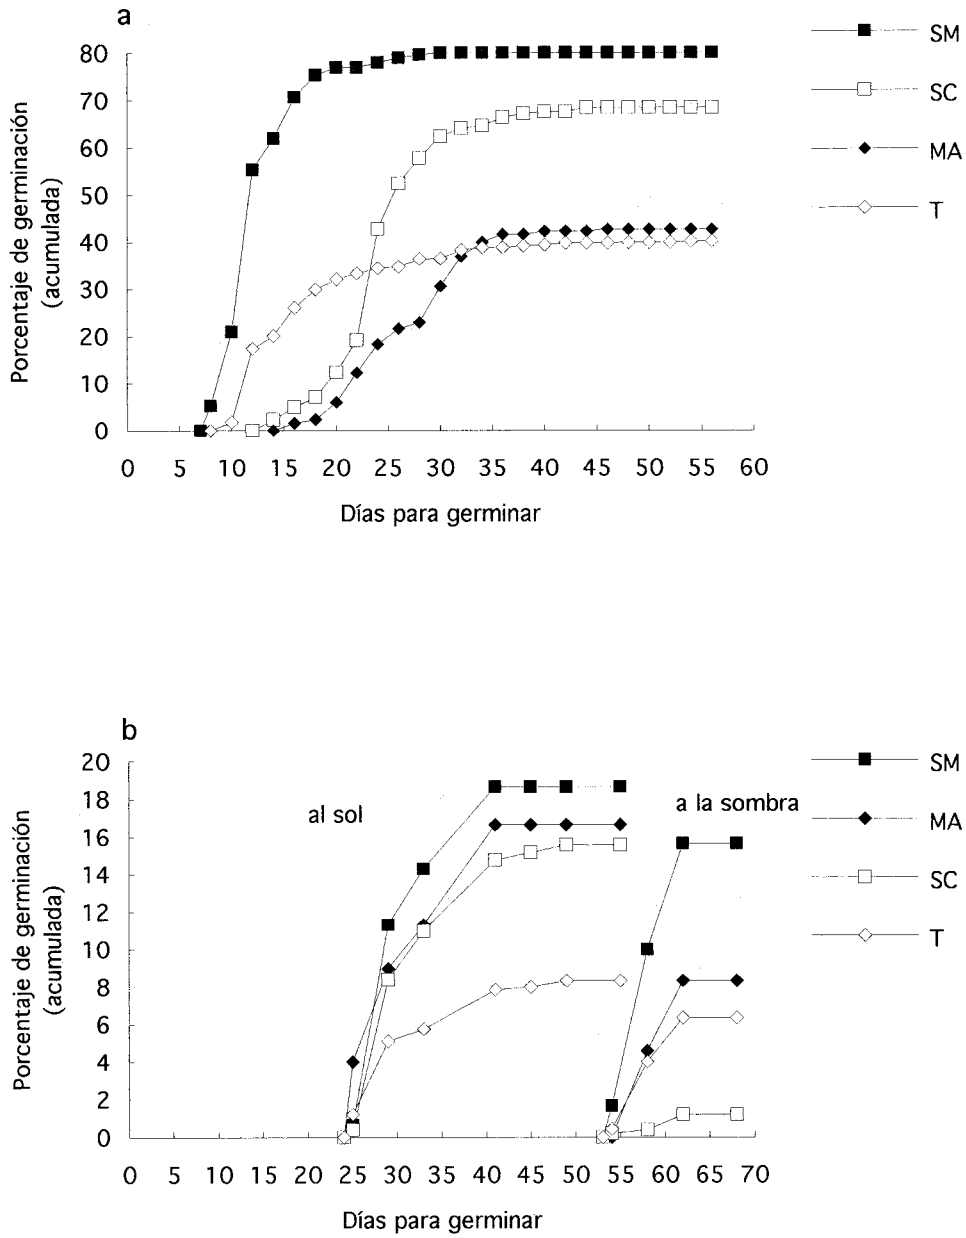 a
80
70
60
50
40
30
20
10
0
Porcentaje de germinación
(acumulada)
0 5 10 15 20 25 30 35 40 45 50 55 60
Días para germinar
SM
SC
MA
T
b
20
18
16
14
12
10
8
6
4
2
0
Porcentaje de germinación
(acumulada)
al sol
a la sombra
0 5 10 15 20 25 30 35 40 45 50 55 60 65 70
Días para germinar
SM
MA
SC
T